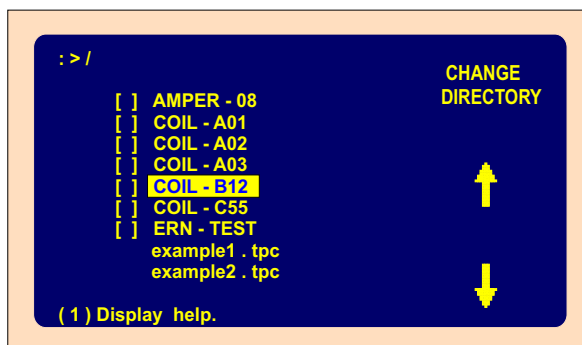 : > /
CHANGE
DIRECTORY
[ ] AMPER - 08
[ ] COIL - A01
[ ] COIL - A02
[ ] COIL - A03
[ ] COIL - B12
[ ] COIL - C55
[ ] ERN - TEST
example1 . tpc
example2 . tpc
( 1 ) Display help.